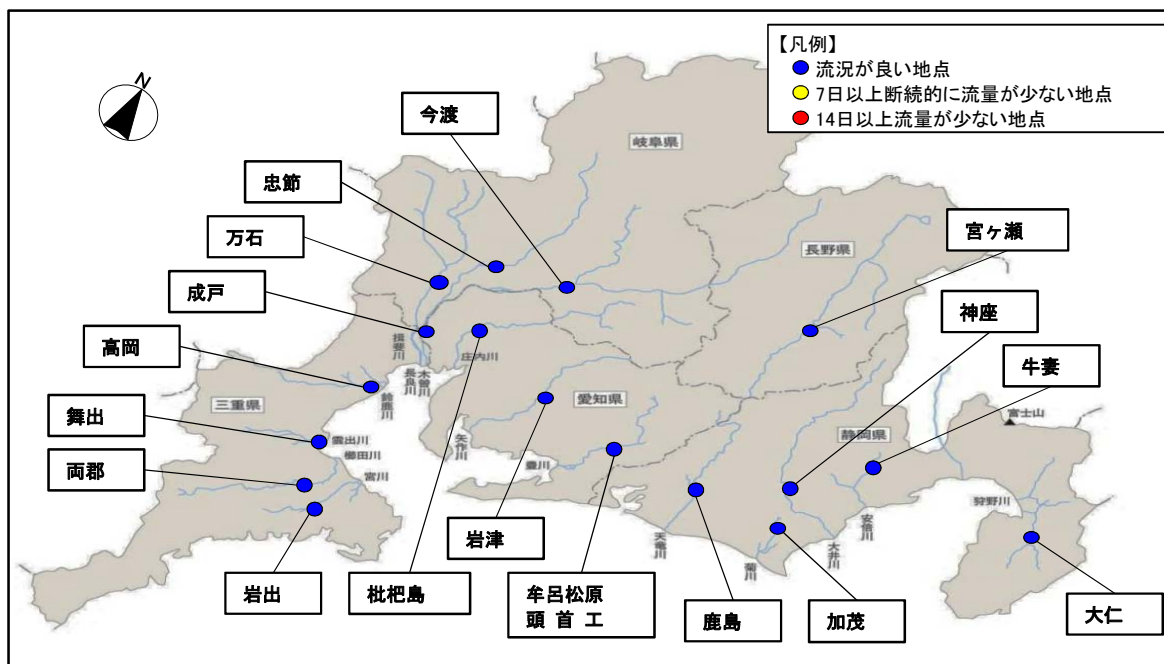 【凡例】
流況が良い地点
7日以上断続的に流量が少ない地点
14日以上流量が少ない地点
N
今渡
岐阜県
忠節
万石
宮ヶ瀬
長野県
成戸
神座
高岡
牛妻
揖斐川
長良川
木曽川
庄内川
鈴鹿川
三重県
愛知県
舞出
雲出川
櫛田川
宮川
矢作川
豊川
静岡県
富士山
両郡
狩野川
安倍川
大井川
天竜川
菊川
岩出
枇杷島
岩津
牟呂松原
頭首工
鹿島
加茂
大仁